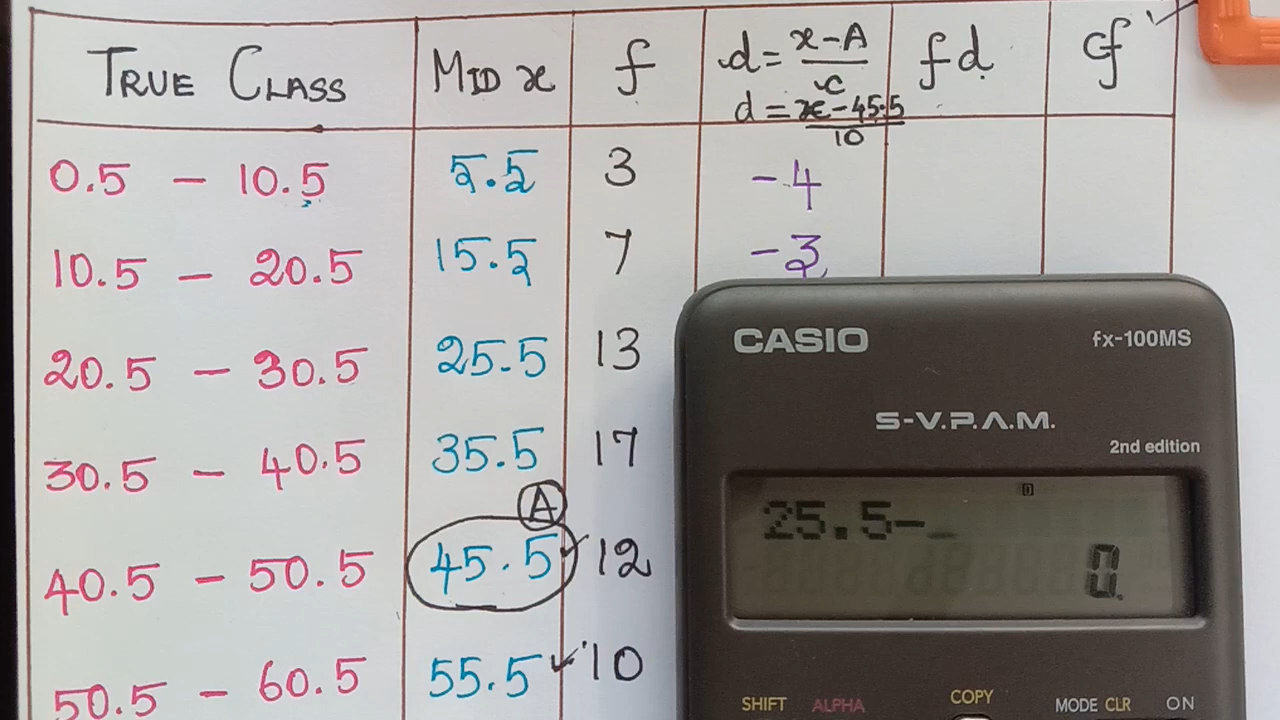 TRUE CLASS MID x f d = x-A / c fd cf
d = x-45.5 / 10
0.5 - 10.5 5.5 3 -4
10.5 - 20.5 15.5 7 -3
20.5 - 30.5 25.5 13
30.5 - 40.5 35.5 17
A
40.5 - 50.5 45.5 12
50.5 - 60.5 55.5 10
CASIO fx-100MS
S-V.P.A.M.
2nd edition
D
25.5-_
0.
SHIFT ALPHA COPY MODE CLR ON